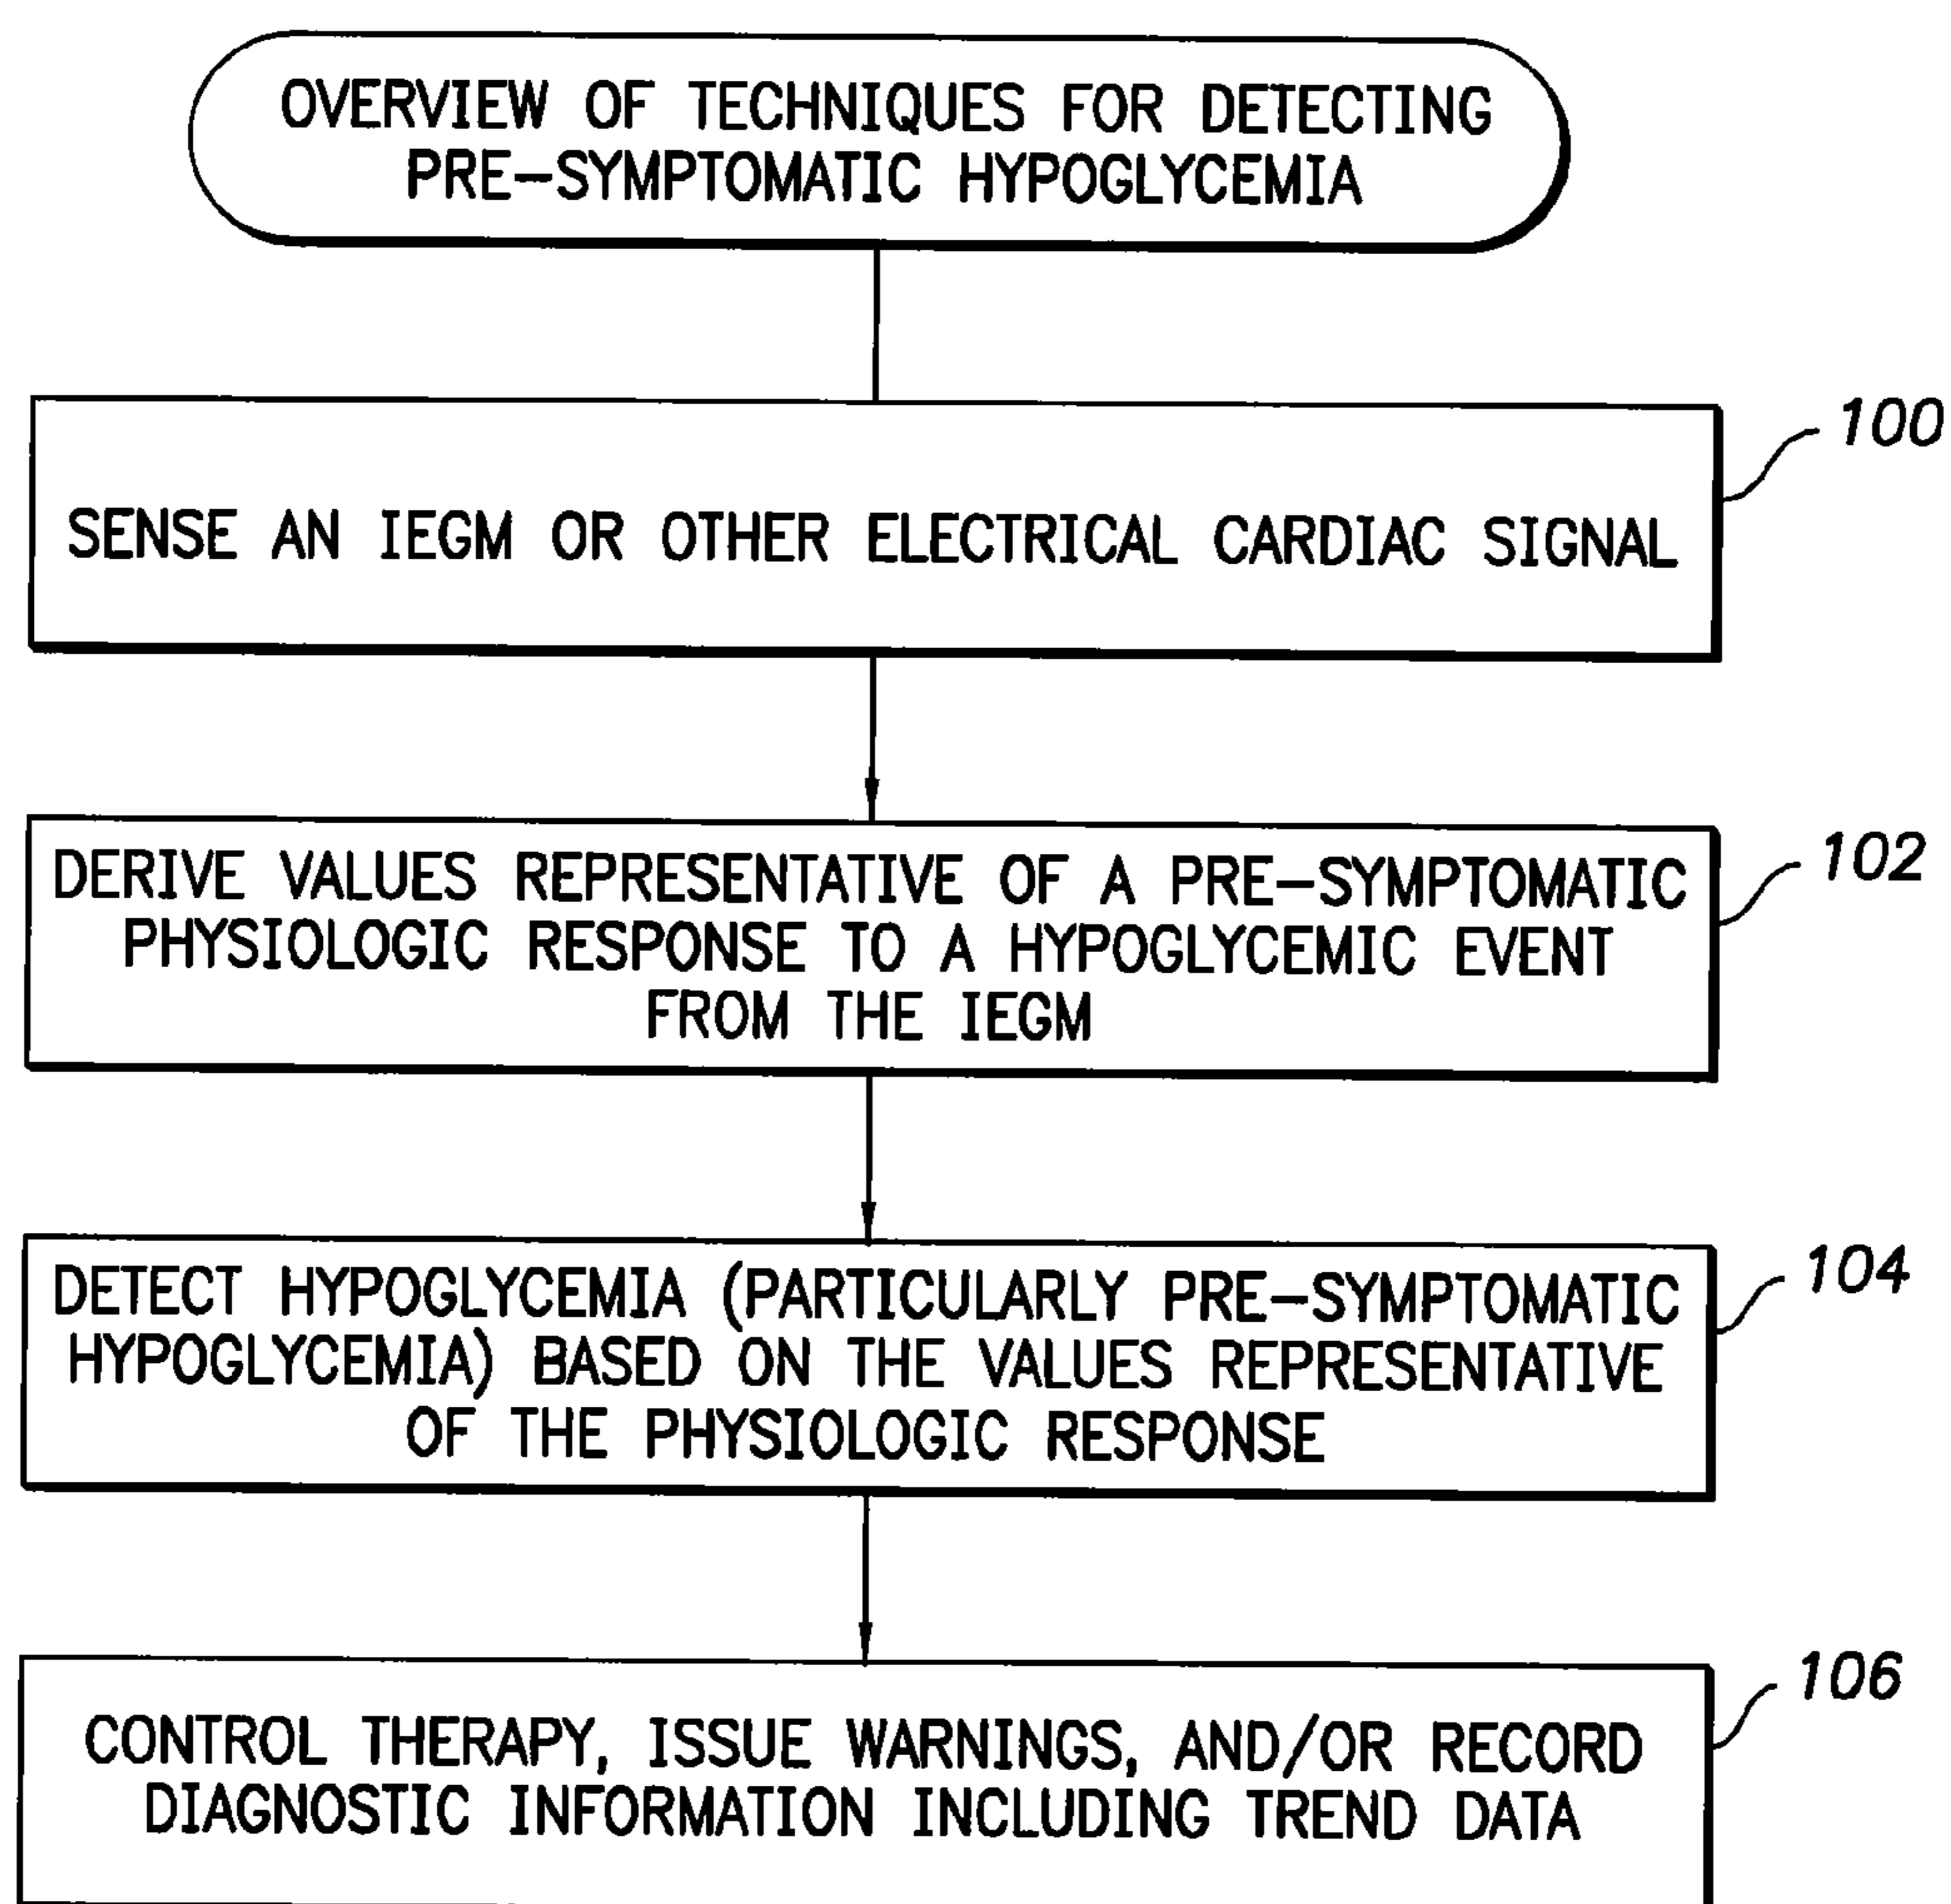 OVERVIEW OF TECHNIQUES FOR DETECTING
PRE-SYMPTOMATIC HYPOGLYCEMIA
100
SENSE AN IEGM OR OTHER ELECTRICAL CARDIAC SIGNAL
102
DERIVE VALUES REPRESENTATIVE OF A PRE-SYMPTOMATIC
PHYSIOLOGIC RESPONSE TO A HYPOGLYCEMIC EVENT
FROM THE IEGM
104
DETECT HYPOGLYCEMIA (PARTICULARLY PRE-SYMPTOMATIC
HYPOGLYCEMIA) BASED ON THE VALUES REPRESENTATIVE
OF THE PHYSIOLOGIC RESPONSE
106
CONTROL THERAPY, ISSUE WARNINGS, AND/OR RECORD
DIAGNOSTIC INFORMATION INCLUDING TREND DATA